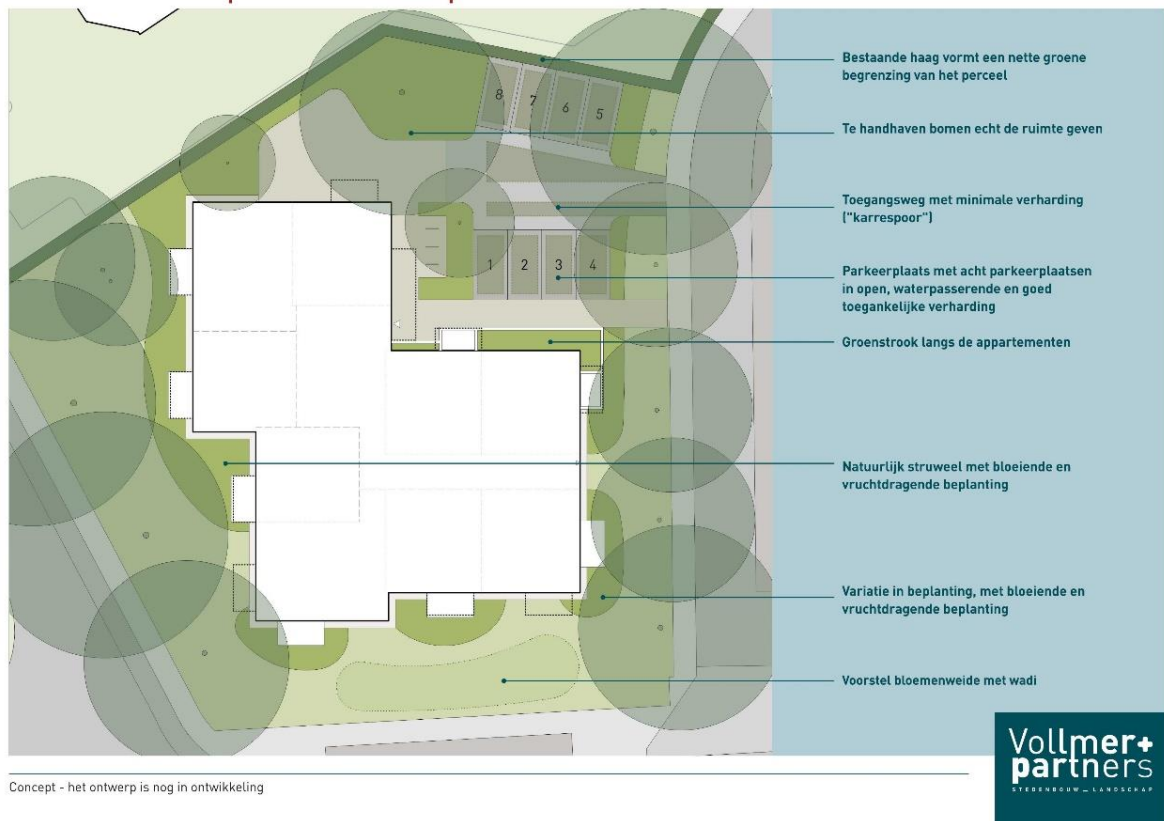 Bestaande haag vormt een nette groene
begrenzing van het perceel
Te handhaven bomen echt de ruimte geven
Toegangsweg met minimale verharding
("karrespoor")
Parkeerplaats met acht parkeerplaatsen
in open, waterpasserende en goed
toegankelijke verharding
Groenstrook langs de appartementen
Natuurlijk struweel met bloeiende en
vruchtdragende beplanting
Variatie in beplanting, met bloeiende en
vruchtdragende beplanting
Voorstel bloemenweide met wadi
8 7 6 5
1 2 3 4
Concept - het ontwerp is nog in ontwikkeling
Vollmer+
partners
STEDENBOUW _ LANDSCHAP